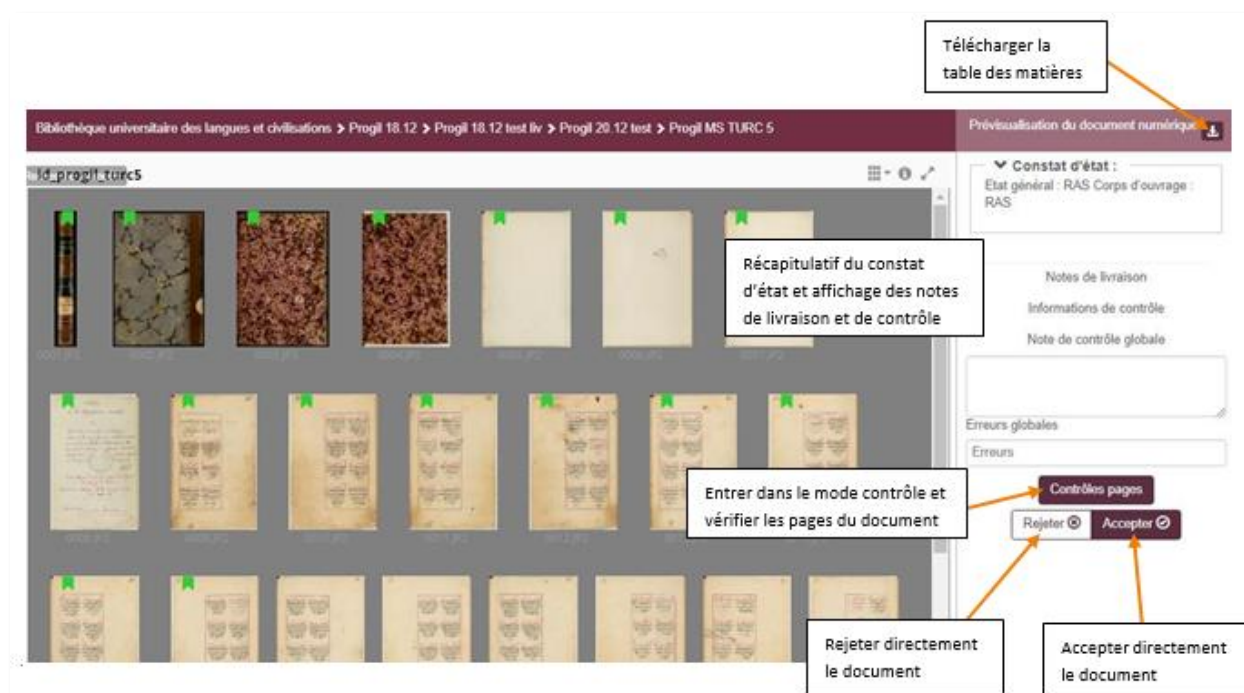 Télécharger la
table des matières
Bibliothèque universitaire des langues et civilisations > Progil 18.12 > Progil 18.12 test liv > Progil 20.12 test > Progil MS TURC 5
Prévisualisation du document numérique
id_progil_turc5
Constat d'état :
Etat général : RAS Corps d'ouvrage :
RAS
Récapitulatif du constat
d'état et affichage des notes
de livraison et de contrôle
Notes de livraison
Informations de contrôle
Note de contrôle globale
Erreurs globales
Erreurs
Entrer dans le mode contrôle et
vérifier les pages du document
Contrôles pages
Rejeter
Accepter
Rejeter directement
le document
Accepter directement
le document